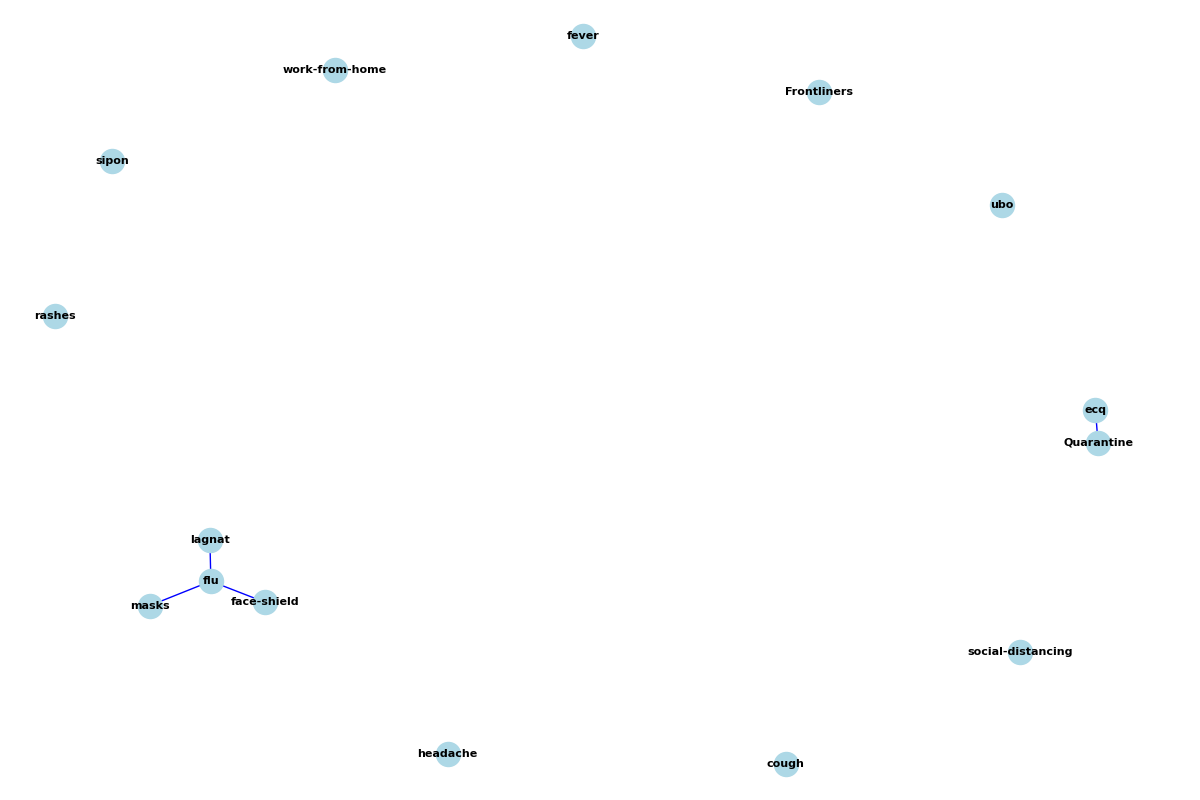 fever
work-from-home
Frontliners
sipon
ubo
rashes
ecq
Quarantine
lagnat
flu
masks
face-shield
social-distancing
headache
cough